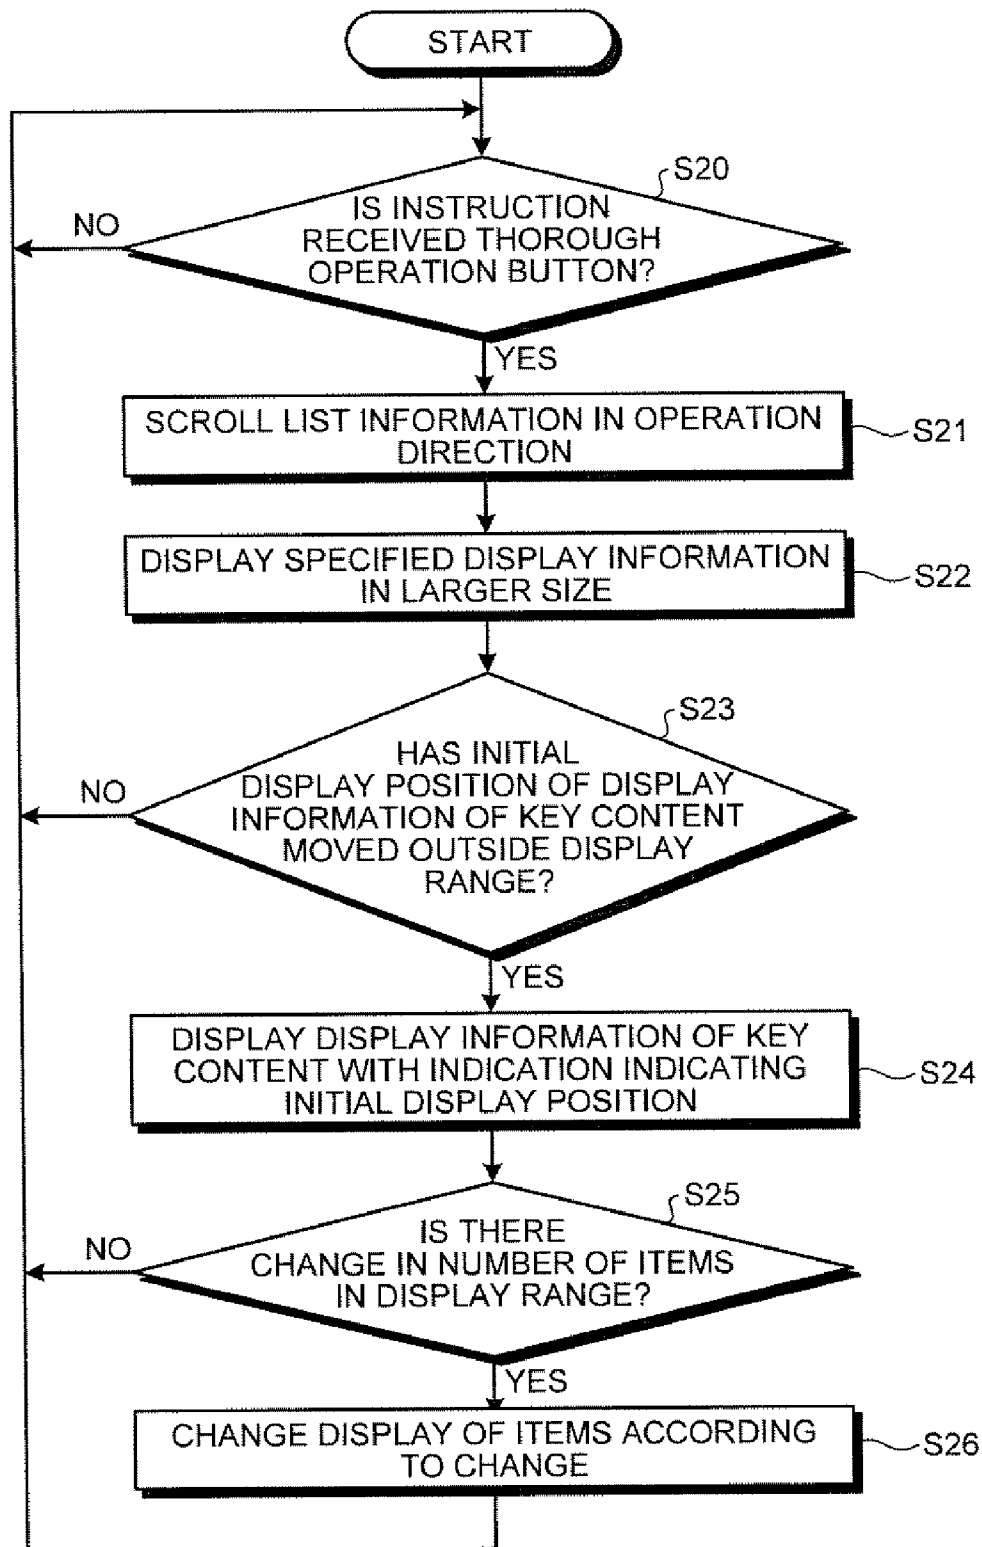 START
S20
IS INSTRUCTION
RECEIVED THOROUGH
OPERATION BUTTON?
NO
YES
SCROLL LIST INFORMATION IN OPERATION
DIRECTION
S21
DISPLAY SPECIFIED DISPLAY INFORMATION
IN LARGER SIZE
S22
S23
HAS INITIAL
DISPLAY POSITION OF DISPLAY
INFORMATION OF KEY CONTENT
MOVED OUTSIDE DISPLAY
RANGE?
NO
YES
DISPLAY DISPLAY INFORMATION OF KEY
CONTENT WITH INDICATION INDICATING
INITIAL DISPLAY POSITION
S24
S25
IS THERE
CHANGE IN NUMBER OF ITEMS
IN DISPLAY RANGE?
NO
YES
CHANGE DISPLAY OF ITEMS ACCORDING
TO CHANGE
S26